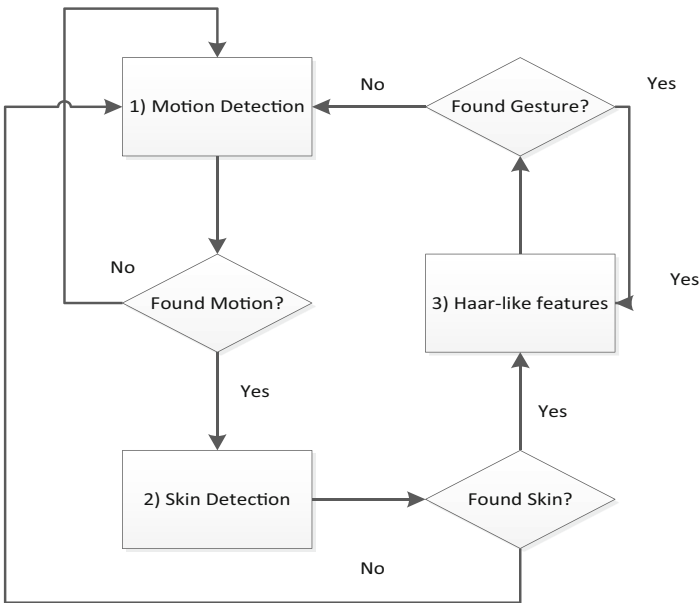 No
Yes
1) Motion Detection
Found Gesture?
No
Yes
Found Motion?
3) Haar-like features
Yes
Yes
2) Skin Detection
Found Skin?
No